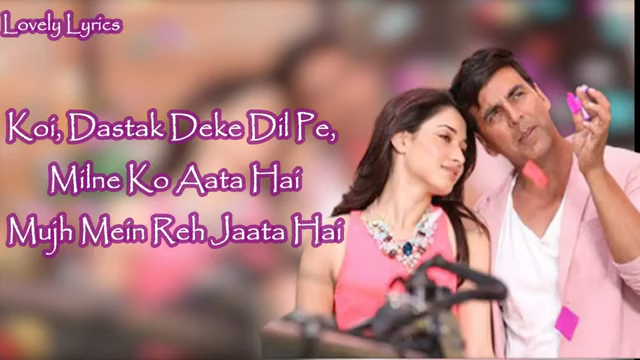 Lovely Lyrics
Koi, Dastak Deke Dil Pe,
Milne Ko Aata Hai
Mujh Mein Reh Jaata Hai